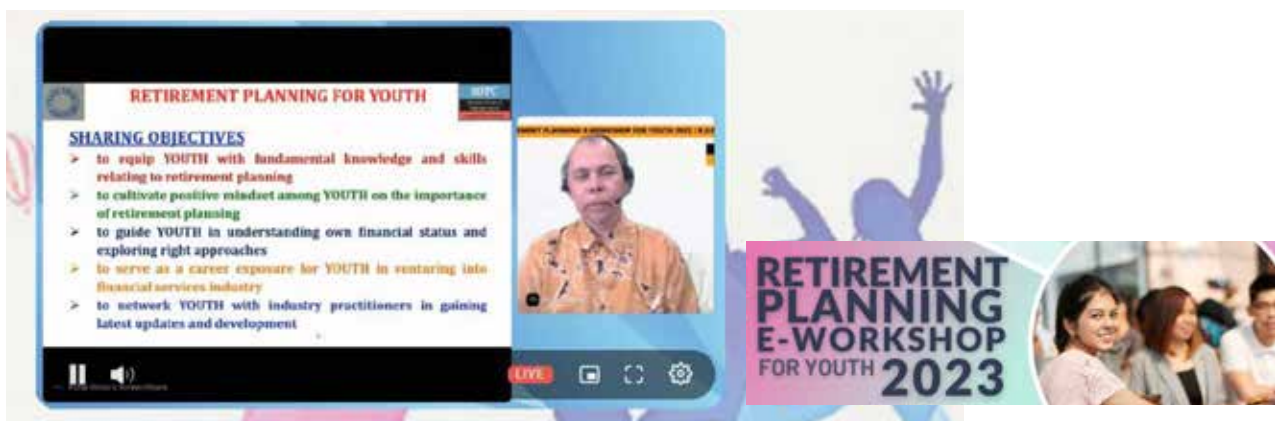 RETIREMENT PLANNING FOR YOUTH
SHARING OBJECTIVES
➢ to equip YOUTH with fundamental knowledge and skills
relating to retirement planning
➢ to cultivate positive mindset among YOUTH on the importance
of retirement planning
➢ to guide YOUTH in understanding own financial status and
exploring right approaches
➢ to serve as a career exposure for YOUTH in venturing into
financial services industry
➢ to network YOUTH with industry practitioners in gaining
latest updates and development
LIVE
RETIREMENT
PLANNING
E-WORKSHOP
FOR YOUTH 2023